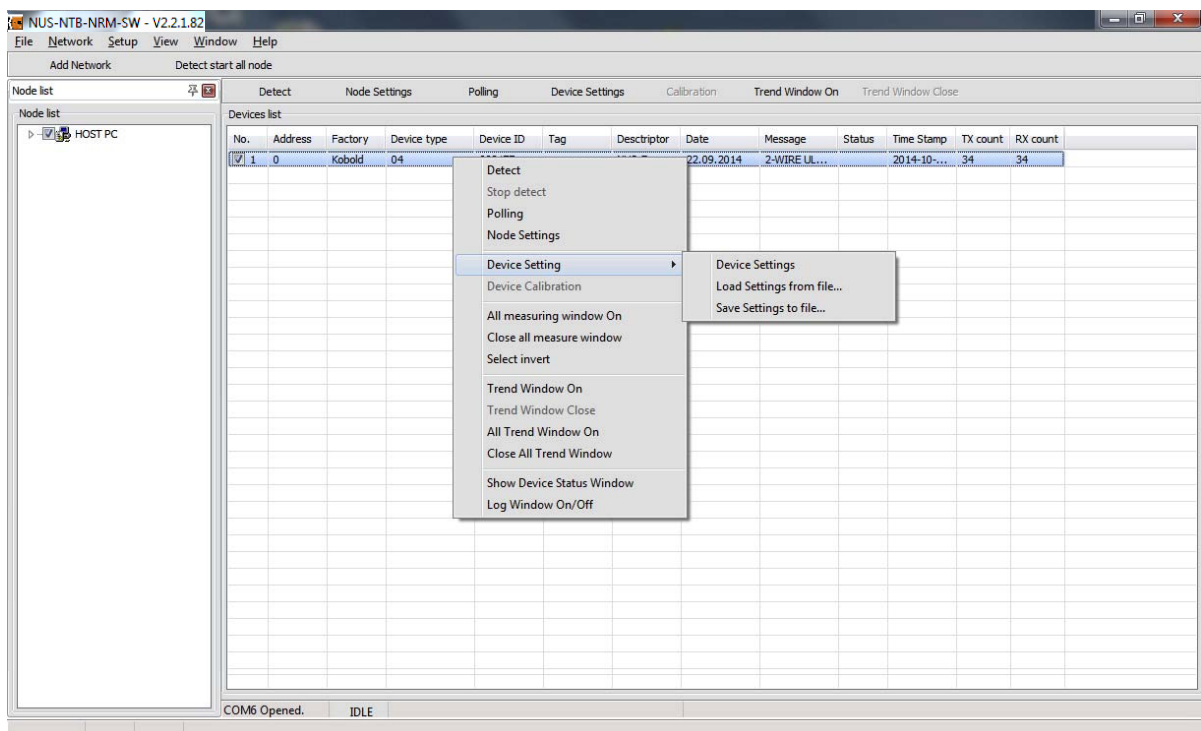 NUS-NTB-NRM-SW - V2.2.1.82
File Network Setup View Window Help
Add Network Detect start all node
Node list
Detect Node Settings Polling Device Settings Calibration Trend Window On Trend Window Close
Node list
HOST PC
Devices list
No. Address Factory Device type Device ID Tag Desctriptor Date Message Status Time Stamp TX count RX count
1 0 Kobold 04 22.09.2014 2-WIRE UL... 2014-10-... 34 34
Detect
Stop detect
Polling
Node Settings
Device Setting
Device Calibration
All measuring window On
Close all measure window
Select invert
Trend Window On
Trend Window Close
All Trend Window On
Close All Trend Window
Show Device Status Window
Log Window On/Off
Device Settings
Load Settings from file...
Save Settings to file...
COM6 Opened. IDLE